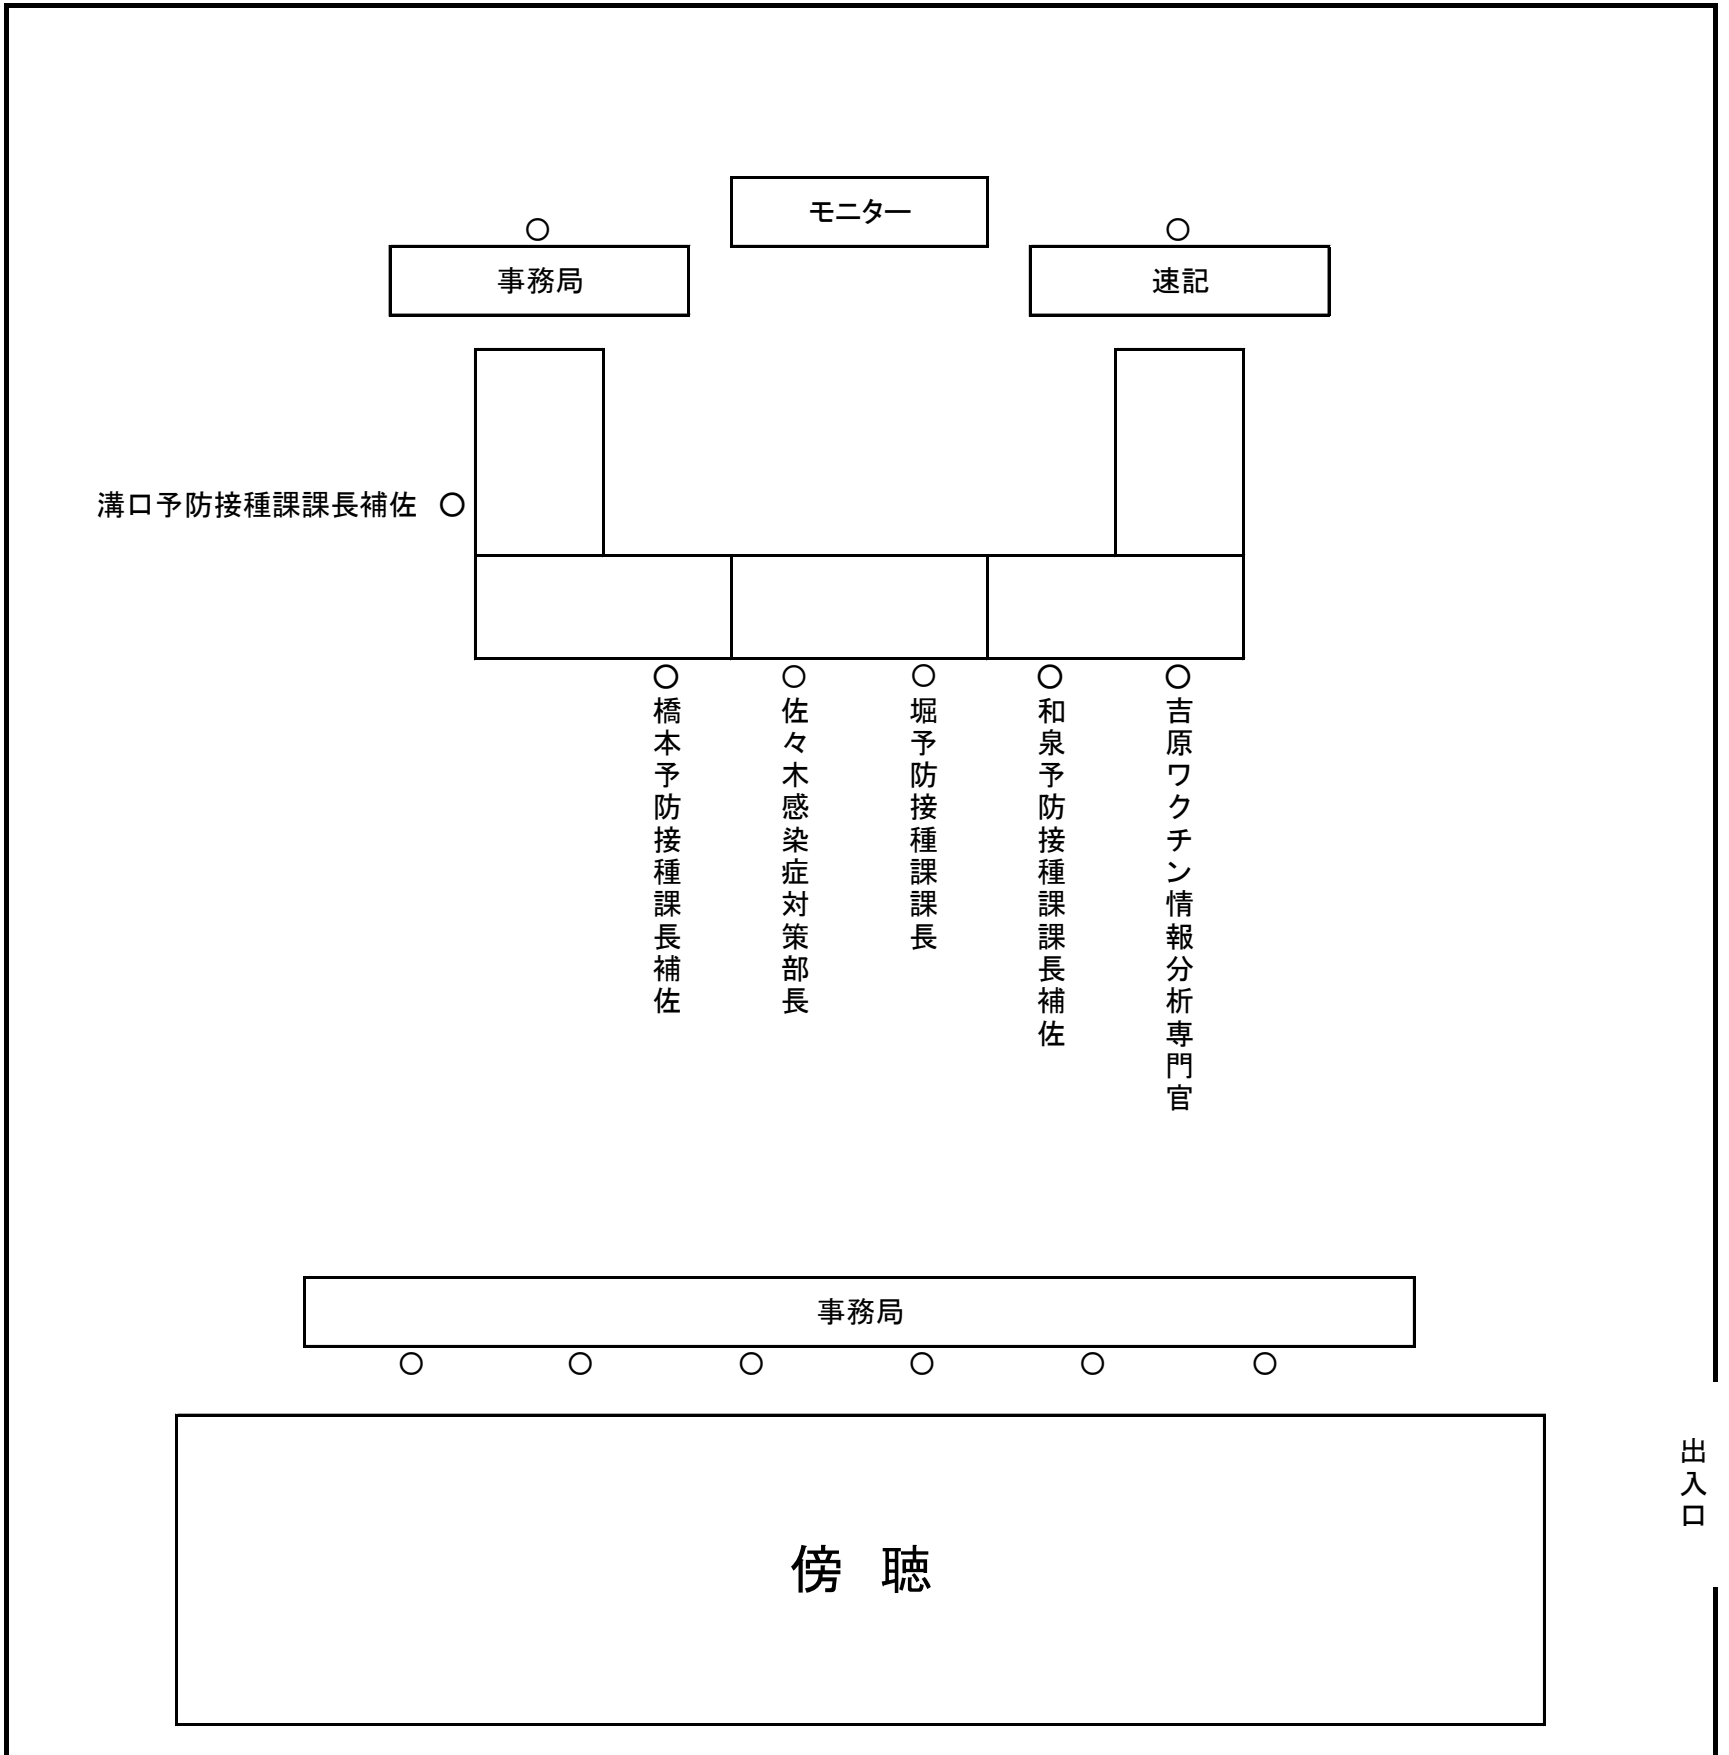 モニター
事務局
速記
溝口予防接種課課長補佐 ○
○橋本予防接種課長補佐
○佐々木感染症対策部長
○堀予防接種課課長
○和泉予防接種課課長補佐
○吉原ワクチン情報分析専門官
事務局
出入口
傍 聴